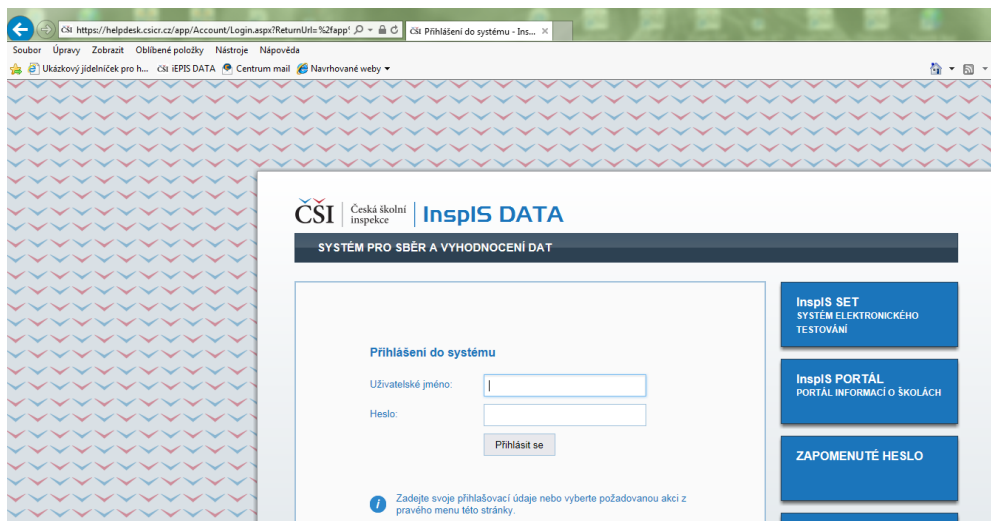 ČŠI https://helpdesk.csicr.cz/app/Account/Login.aspx?ReturnUrl=%2fapp'
ČŠI Přihlášení do systému - Ins...
Soubor Úpravy Zobrazit Oblíbené položky Nástroje Nápověda
Ukázkový jídelníček pro h... ČŠI iEPIS DATA Centrum mail Navrhované weby
ČŠI Česká školní inspekce InspIS DATA
SYSTÉM PRO SBĚR A VYHODNOCENÍ DAT
Přihlášení do systému
Uživatelské jméno:
Heslo:
Přihlásit se
Zadejte svoje přihlašovací údaje nebo vyberte požadovanou akci z
pravého menu této stránky.
InspIS SET
SYSTÉM ELEKTRONICKÉHO
TESTOVÁNÍ
InspIS PORTÁL
PORTÁL INFORMACÍ O ŠKOLÁCH
ZAPOMENUTÉ HESLO